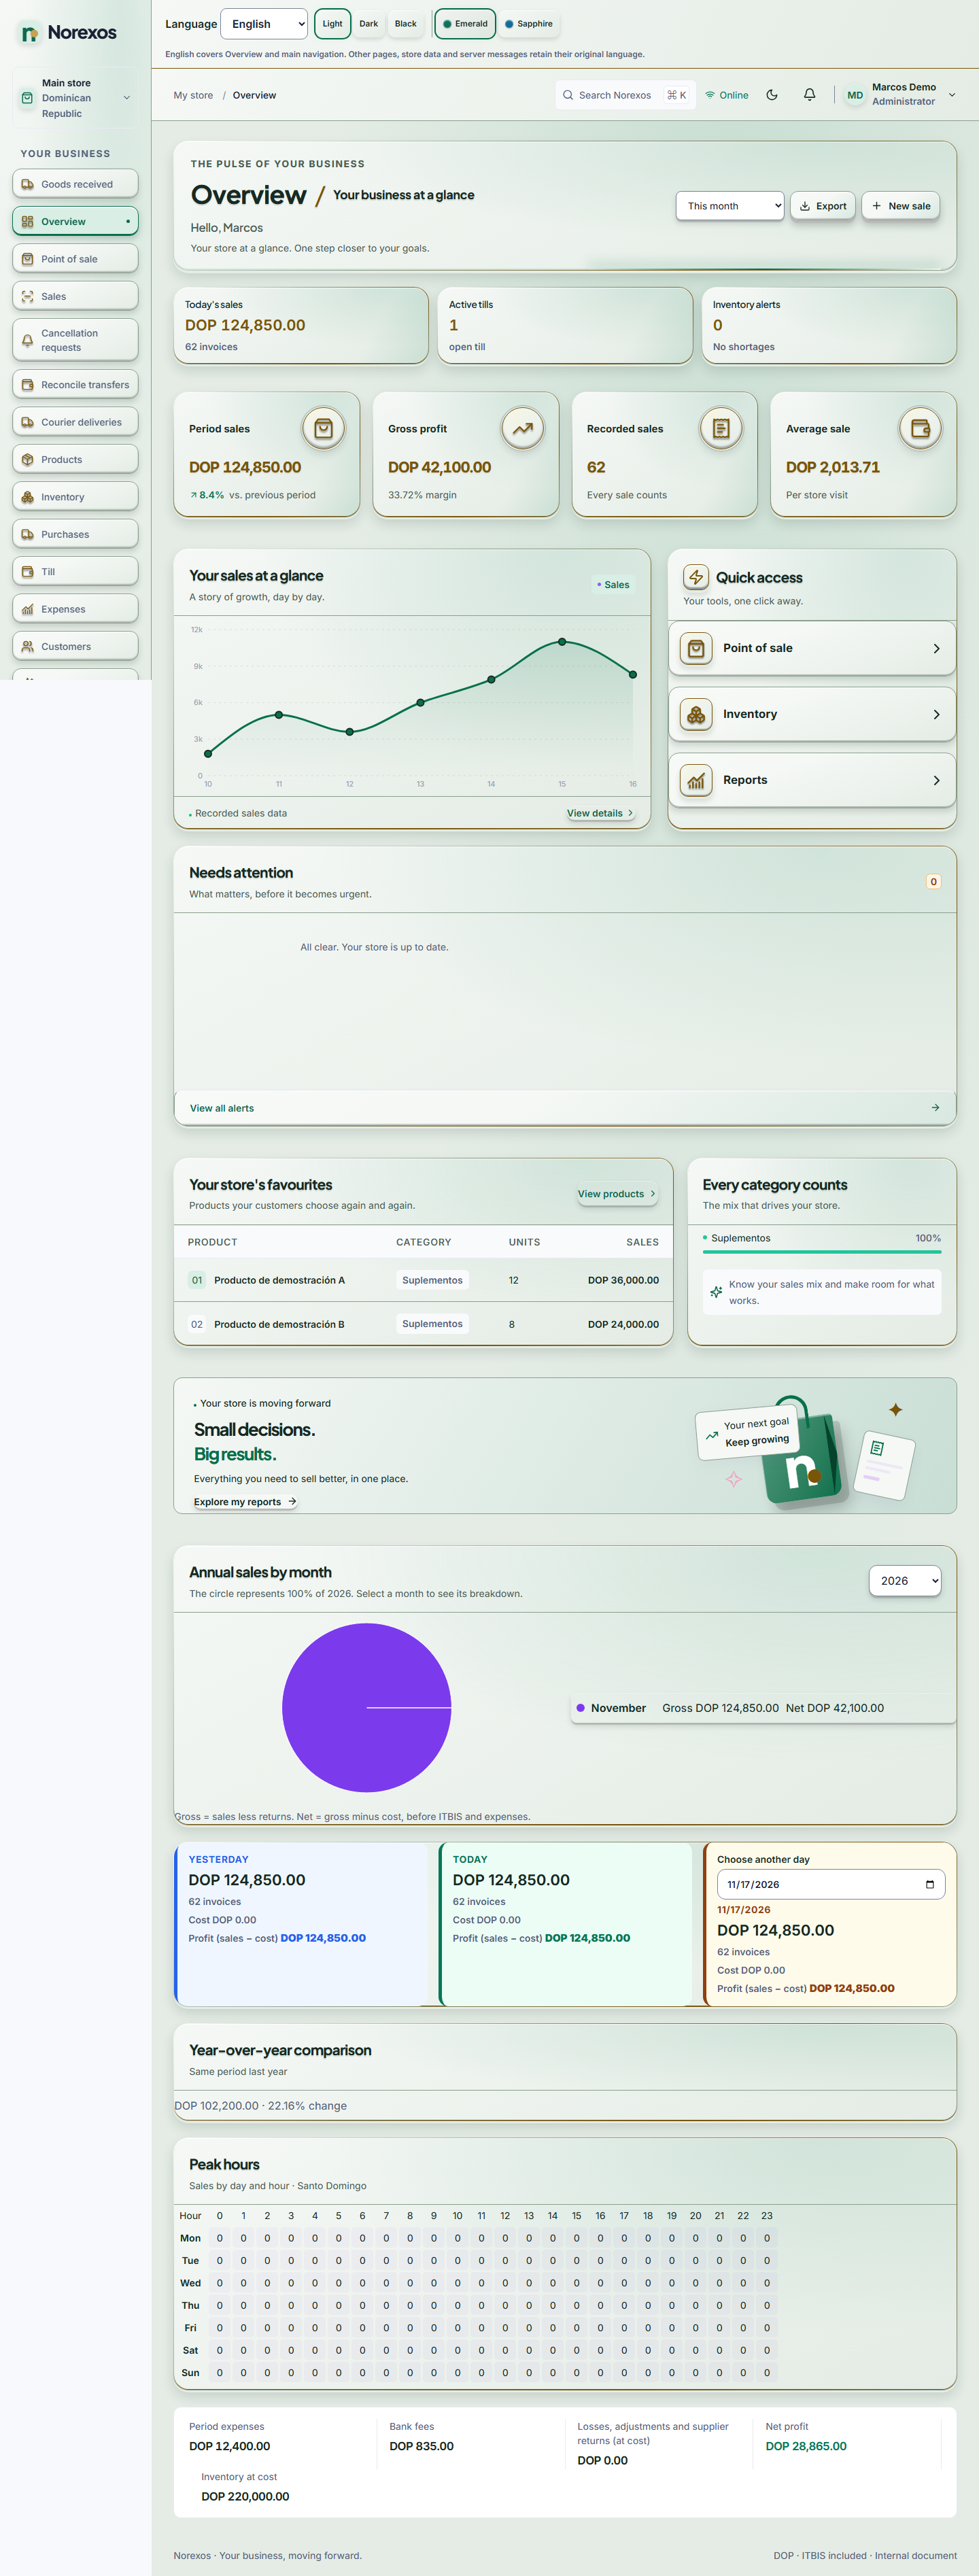 Norexos
Main store
Dominican
Republic
YOUR BUSINESS
Goods received
Overview
Point of sale
Sales
Cancellation
requests
Reconcile transfers
Courier deliveries
Products
Inventory
Purchases
Till
Expenses
Customers
Language English Light Dark Black Emerald Sapphire
English covers Overview and main navigation. Other pages, store data and server messages retain their original language.
My store / Overview Search Norexos ⌘ K Online MD Marcos Demo
Administrator
THE PULSE OF YOUR BUSINESS
Overview / Your business at a glance
Hello, Marcos
Your store at a glance. One step closer to your goals.
This month Export New sale
Today's sales
DOP 124,850.00
62 invoices
Active tills
1
open till
Inventory alerts
0
No shortages
Period sales
DOP 124,850.00
8.4% vs. previous period
Gross profit
DOP 42,100.00
33.72% margin
Recorded sales
62
Every sale counts
Average sale
DOP 2,013.71
Per store visit
Your sales at a glance
A story of growth, day by day.
Sales
12k
9k
6k
3k
0
10 11 12 13 14 15 16
Recorded sales data View details
Quick access
Your tools, one click away.
Point of sale
Inventory
Reports
Needs attention
What matters, before it becomes urgent.
0
All clear. Your store is up to date.
View all alerts
Your store's favourites
Products your customers choose again and again.
View products
PRODUCT CATEGORY UNITS SALES
01 Producto de demostración A Suplementos 12 DOP 36,000.00
02 Producto de demostración B Suplementos 8 DOP 24,000.00
Every category counts
The mix that drives your store.
Suplementos 100%
Know your sales mix and make room for what
works.
Your store is moving forward
Small decisions.
Big results.
Everything you need to sell better, in one place.
Explore my reports
Your next goal
Keep growing
n
Annual sales by month
The circle represents 100% of 2026. Select a month to see its breakdown.
2026
November Gross DOP 124,850.00 Net DOP 42,100.00
Gross = sales less returns. Net = gross minus cost, before ITBIS and expenses.
YESTERDAY
DOP 124,850.00
62 invoices
Cost DOP 0.00
Profit (sales − cost) DOP 124,850.00
TODAY
DOP 124,850.00
62 invoices
Cost DOP 0.00
Profit (sales − cost) DOP 124,850.00
Choose another day
11/17/2026
11/17/2026
DOP 124,850.00
62 invoices
Cost DOP 0.00
Profit (sales − cost) DOP 124,850.00
Year-over-year comparison
Same period last year
DOP 102,200.00 · 22.16% change
Peak hours
Sales by day and hour · Santo Domingo
Hour 0 1 2 3 4 5 6 7 8 9 10 11 12 13 14 15 16 17 18 19 20 21 22 23
Mon 0 0 0 0 0 0 0 0 0 0 0 0 0 0 0 0 0 0 0 0 0 0 0 0
Tue 0 0 0 0 0 0 0 0 0 0 0 0 0 0 0 0 0 0 0 0 0 0 0 0
Wed 0 0 0 0 0 0 0 0 0 0 0 0 0 0 0 0 0 0 0 0 0 0 0 0
Thu 0 0 0 0 0 0 0 0 0 0 0 0 0 0 0 0 0 0 0 0 0 0 0 0
Fri 0 0 0 0 0 0 0 0 0 0 0 0 0 0 0 0 0 0 0 0 0 0 0 0
Sat 0 0 0 0 0 0 0 0 0 0 0 0 0 0 0 0 0 0 0 0 0 0 0 0
Sun 0 0 0 0 0 0 0 0 0 0 0 0 0 0 0 0 0 0 0 0 0 0 0 0
Period expenses
DOP 12,400.00
Bank fees
DOP 835.00
Losses, adjustments and supplier
returns (at cost)
DOP 0.00
Net profit
DOP 28,865.00
Inventory at cost
DOP 220,000.00
Norexos · Your business, moving forward. DOP · ITBIS included · Internal document